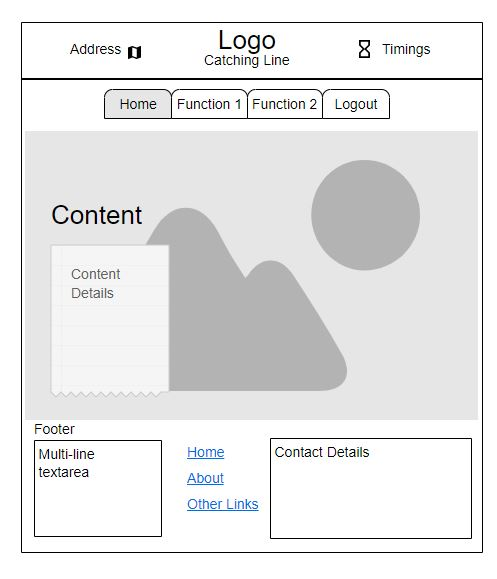 Address
Logo
Catching Line
Timings
Home
Function 1
Function 2
Logout
Content
Content
Details
Footer
Multi-line
textarea
Home
About
Other Links
Contact Details